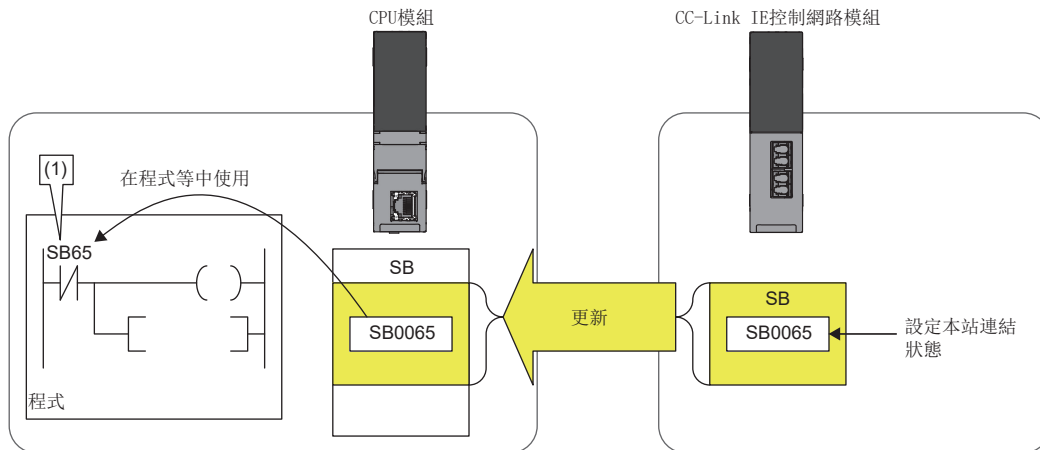 CPU模組
CC-Link IE控制網路模組
(1)
在程式等中使用
SB65
SB
SB0065
程式
更新
SB
SB0065
設定本站連結
狀態